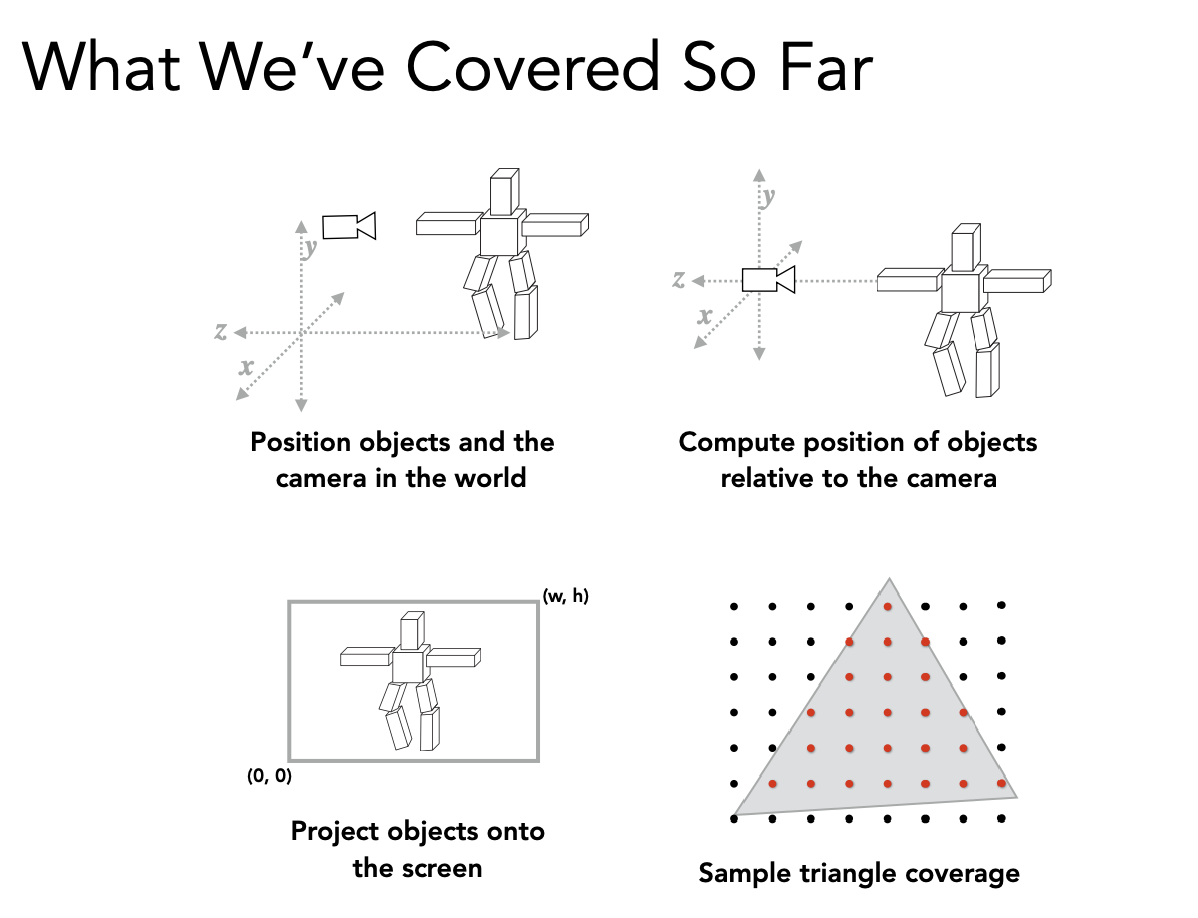 What We’ve Covered So Far
y
z
x
Position objects and the
camera in the world
y
z
x
Compute position of objects
relative to the camera
(w, h)
(0, 0)
Project objects onto
the screen
Sample triangle coverage